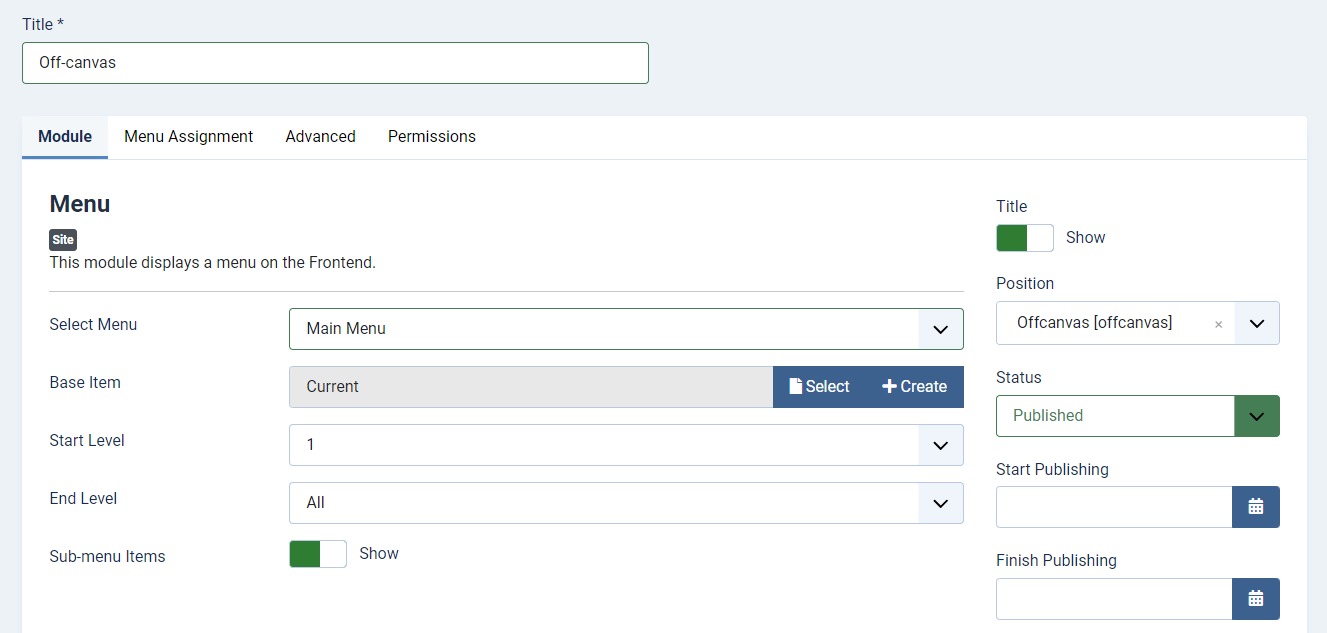 Title *
Off-canvas
Module Menu Assignment Advanced Permissions
Menu
Site
This module displays a menu on the Frontend.
Select Menu
Main Menu
Base Item
Current Select Create
Start Level
1
End Level
All
Sub-menu Items
Show
Title
Show
Position
Offcanvas [offcanvas] ×
Status
Published
Start Publishing
Finish Publishing